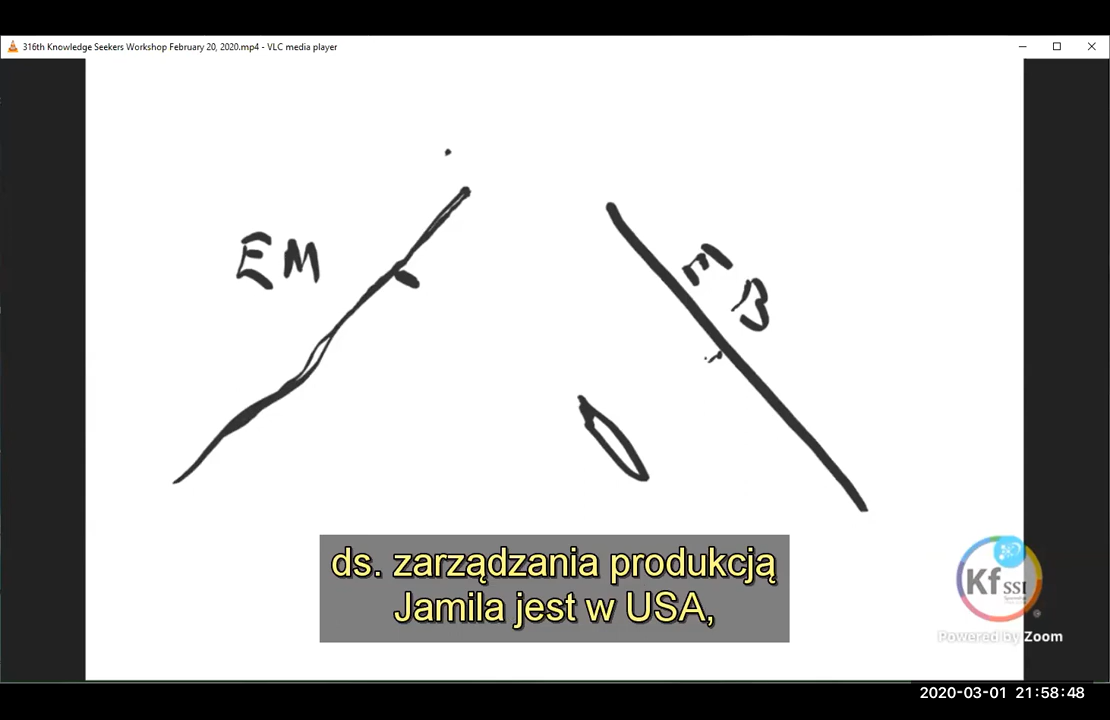 316th Knowledge Seekers Workshop February 20, 2020.mp4 - VLC media player
EM
ds. zarządzania produkcją
Jamila jest w USA,
Kf SSI
Powered by Zoom
2020-03-01 21:58:48